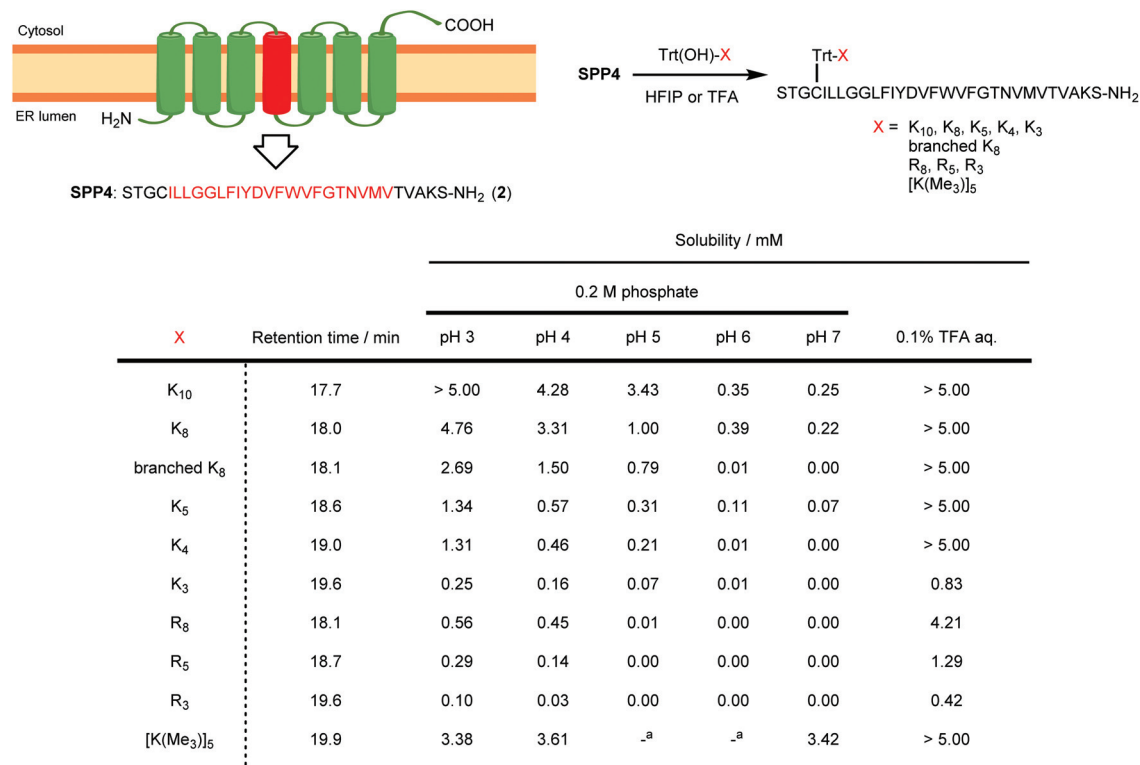 Cytosol
COOH
ER lumen
H2N
SPP4: STGCILLGGLFIYDVFWVFGTNVMVTVAKS-NH2 (2)
SPP4
Trt(OH)-X
HFIP or TFA
Trt-X
STGCILLGGLFIYDVFWVFGTNVMVTVAKS-NH2
X = K10, K8, K5, K4, K3
branched K8
R8, R5, R3
[K(Me3)]5
Solubility / mM
0.2 M phosphate
X Retention time / min pH 3 pH 4 pH 5 pH 6 pH 7 0.1% TFA aq.
K10 17.7 > 5.00 4.28 3.43 0.35 0.25 > 5.00
K8 18.0 4.76 3.31 1.00 0.39 0.22 > 5.00
branched K8 18.1 2.69 1.50 0.79 0.01 0.00 > 5.00
K5 18.6 1.34 0.57 0.31 0.11 0.07 > 5.00
K4 19.0 1.31 0.46 0.21 0.01 0.00 > 5.00
K3 19.6 0.25 0.16 0.07 0.01 0.00 0.83
R8 18.1 0.56 0.45 0.01 0.00 0.00 4.21
R5 18.7 0.29 0.14 0.00 0.00 0.00 1.29
R3 19.6 0.10 0.03 0.00 0.00 0.00 0.42
[K(Me3)]5 19.9 3.38 3.61 -a -a 3.42 > 5.00